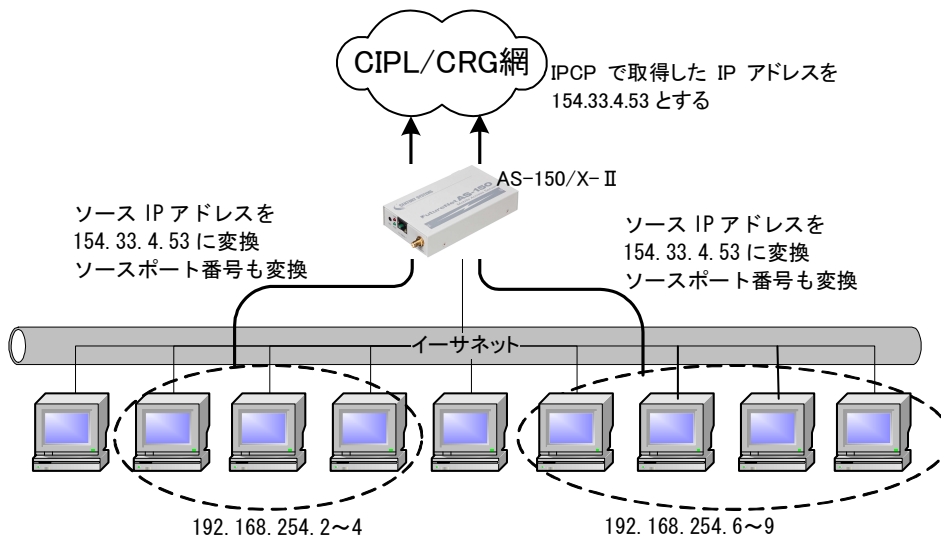 CIPL/CRG網
IPCP で取得した IP アドレスを
154.33.4.53 とする
AS-150/X-Ⅱ
FutureNet AS-150
ソース IP アドレスを
154.33.4.53 に変換
ソースポート番号も変換
ソース IP アドレスを
154.33.4.53 に変換
ソースポート番号も変換
イーサネット
192.168.254.2～4
192.168.254.6～9